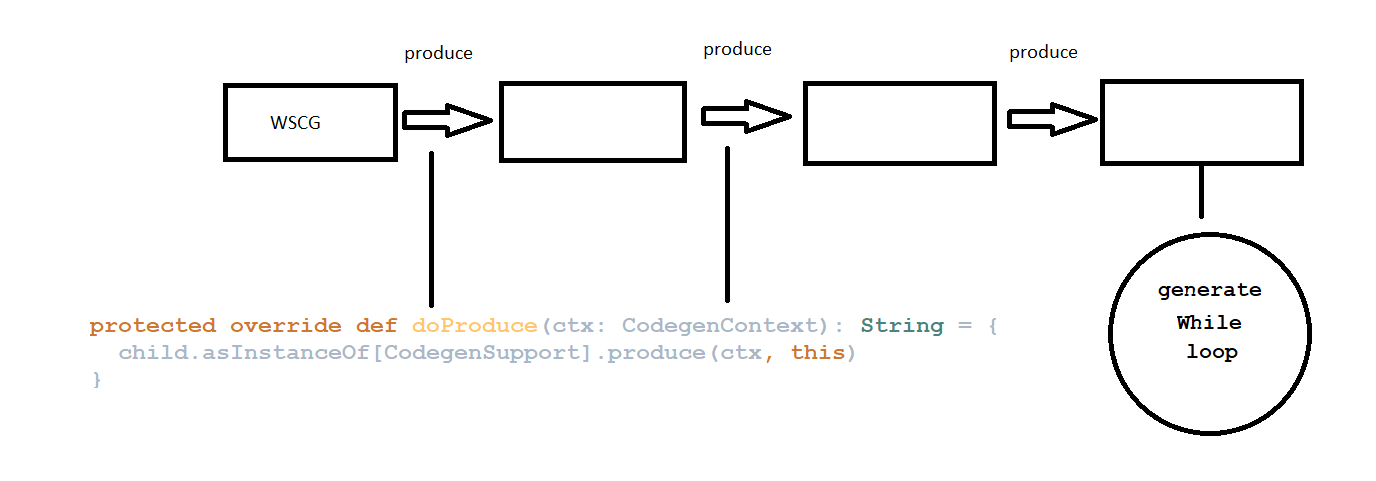 produce
produce
produce
WSCG
protected override def doProduce(ctx: CodegenContext): String = {
child.asInstanceOf[CodegenSupport].produce(ctx, this)
}
generate
While
loop